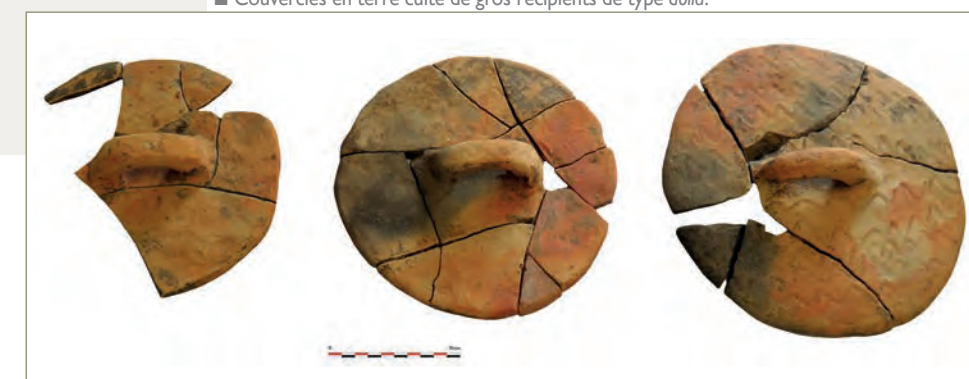 ■ Couvercles en terre cuite de gros récipients de type dolia.